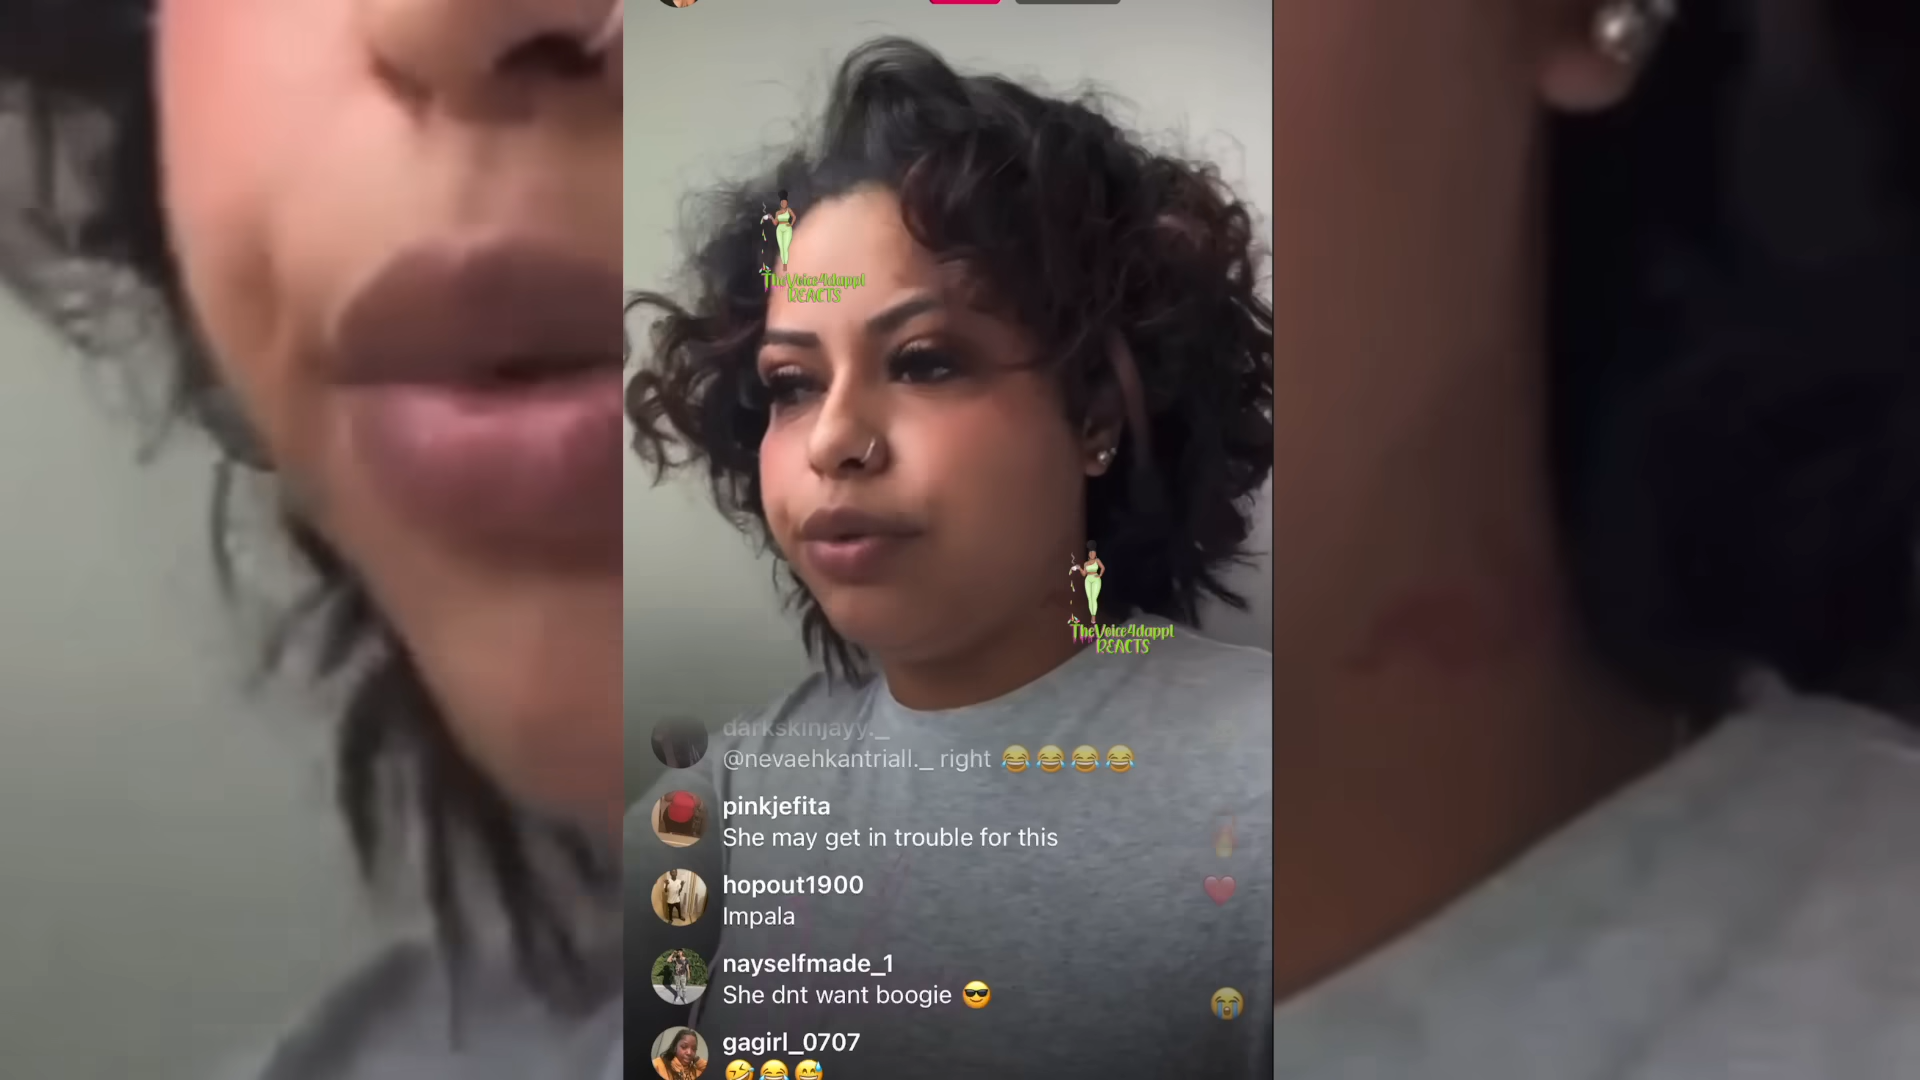 TheVoice4dappl
REACTS
TheVoice4dappl
REACTS
darkskinjayy._
@nevaehkantriall._ right 😂 😂 😂 😂
pinkjefita
She may get in trouble for this
hopout1900
Impala
nayselfmade_1
She dnt want boogie 😎
gagirl_0707
🤣 😂 😅